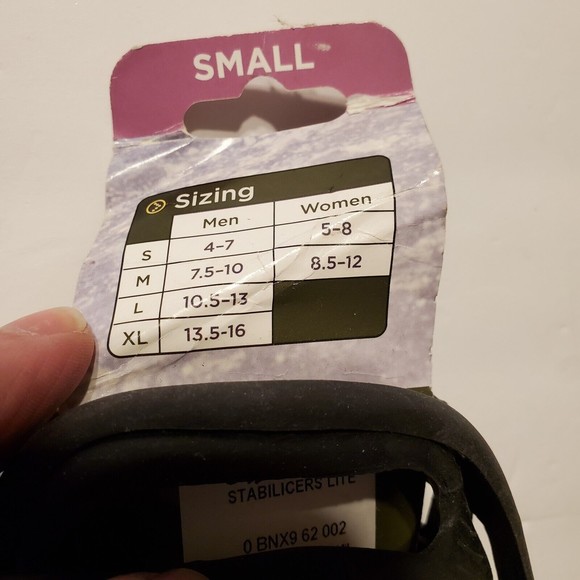 SMALL
Sizing
Men Women
S 4-7 5-8
M 7.5-10 8.5-12
L 10.5-13
XL 13.5-16
STABILICERS LITE
0 BNX9 62 002